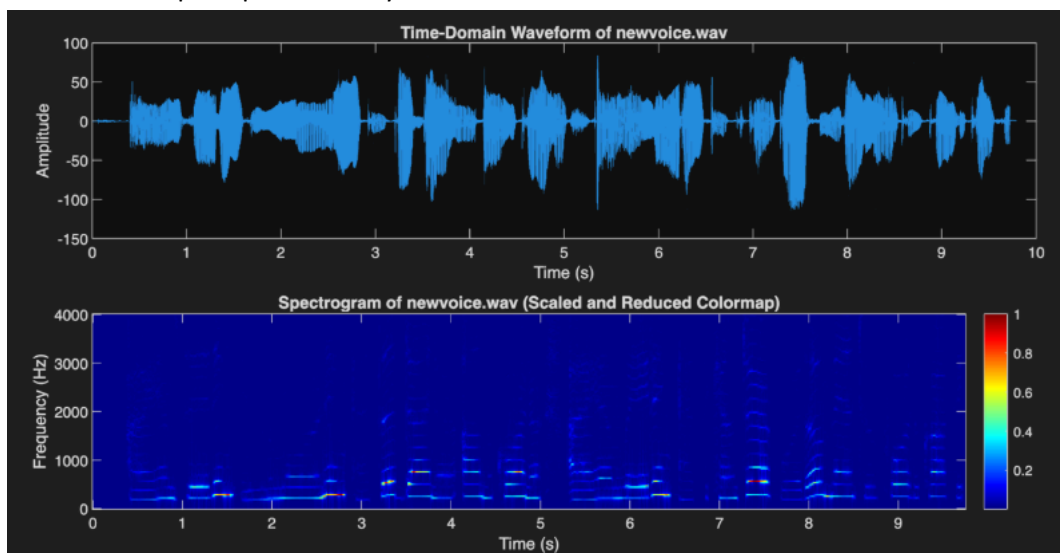 Time-Domain Waveform of newvoice.wav
100
50
0
-50
-100
-150
Amplitude
0 1 2 3 4 5 6 7 8 9 10
Time (s)
Spectrogram of newvoice.wav (Scaled and Reduced Colormap)
4000
3000
2000
1000
0
Frequency (Hz)
0 1 2 3 4 5 6 7 8 9
Time (s)
1
0.8
0.6
0.4
0.2